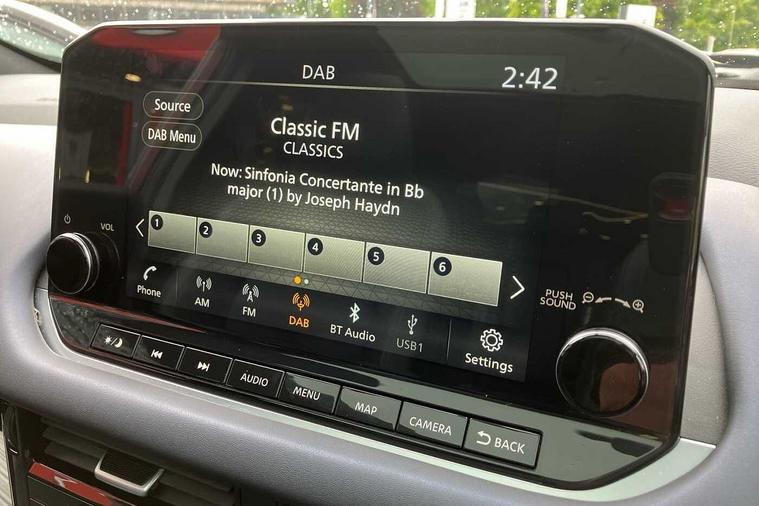 DAB
2:42
Source
DAB Menu
Classic FM
CLASSICS
Now: Sinfonia Concertante in Bb
major (1) by Joseph Haydn
VOL
1 2 3 4 5 6
Phone
AM
FM
DAB
BT Audio
USB1
Settings
PUSH
SOUND
AUDIO
MENU
MAP
CAMERA
BACK